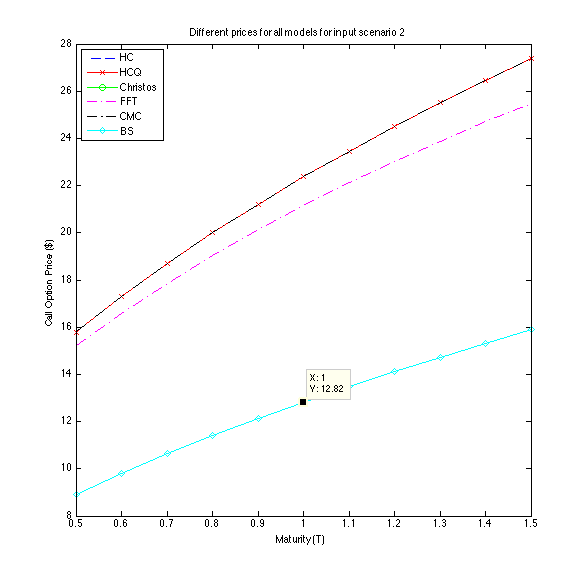 Different prices for all models for input scenario 2
28
26
24
22
20
18
16
14
12
10
8
Call Option Price ($)
HC
HCQ
Christos
FFT
CMC
BS
X: 1
Y: 12.82
0.5 0.6 0.7 0.8 0.9 1 1.1 1.2 1.3 1.4 1.5
Maturity (T)